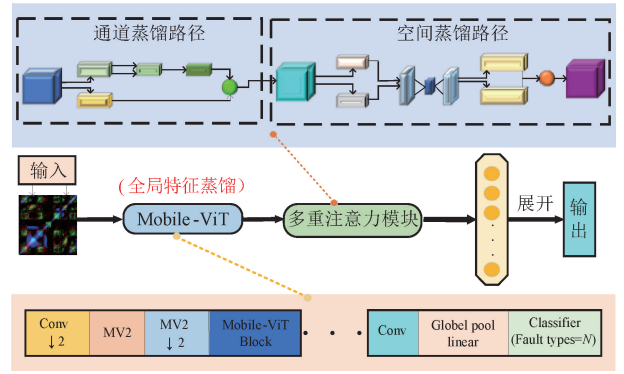 通道蒸馏路径
空间蒸馏路径
输入
(全局特征蒸馏)
Mobile-ViT
多重注意力模块
展开
输出
Conv
↓2
MV2
MV2
↓2
Mobile-ViT
Block
Conv
Globel pool
linear
Classifier
(Fault types=N)